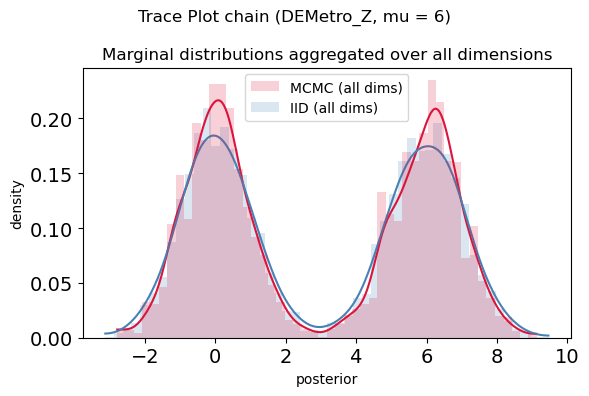 Trace Plot chain (DEMetro_Z, mu = 6)
Marginal distributions aggregated over all dimensions
MCMC (all dims)
IID (all dims)
density
0.20
0.15
0.10
0.05
0.00
−2 0 2 4 6 8 10
posterior